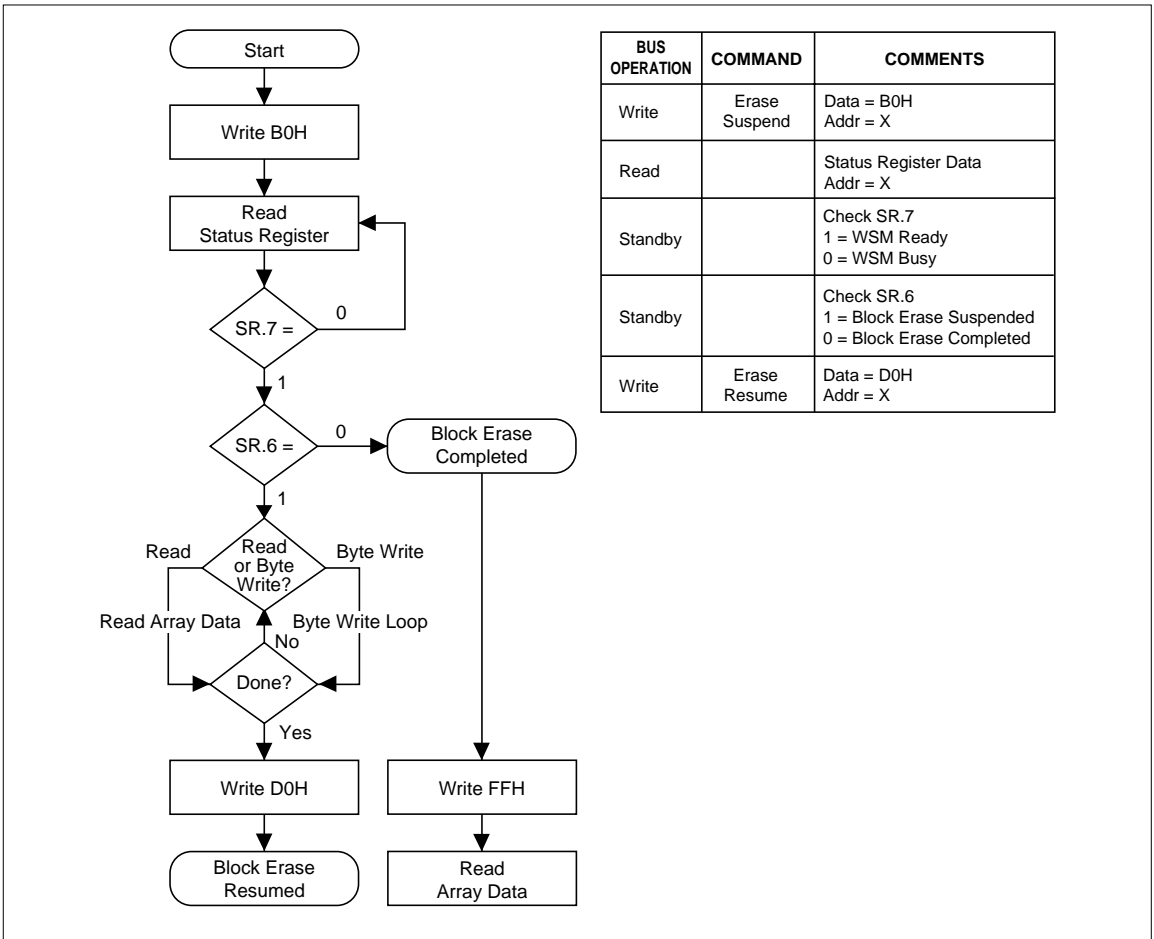 Start
Write B0H
Read
Status Register
SR.7 =
0
1
SR.6 =
0
Block Erase
Completed
1
Read
Read
or Byte
Write?
Byte Write
Read Array Data
Byte Write Loop
No
Done?
Yes
Write D0H
Write FFH
Block Erase
Resumed
Read
Array Data
BUS
OPERATION
COMMAND
COMMENTS
Write
Erase
Suspend
Data = B0H
Addr = X
Read
Status Register Data
Addr = X
Standby
Check SR.7
1 = WSM Ready
0 = WSM Busy
Standby
Check SR.6
1 = Block Erase Suspended
0 = Block Erase Completed
Write
Erase
Resume
Data = D0H
Addr = X